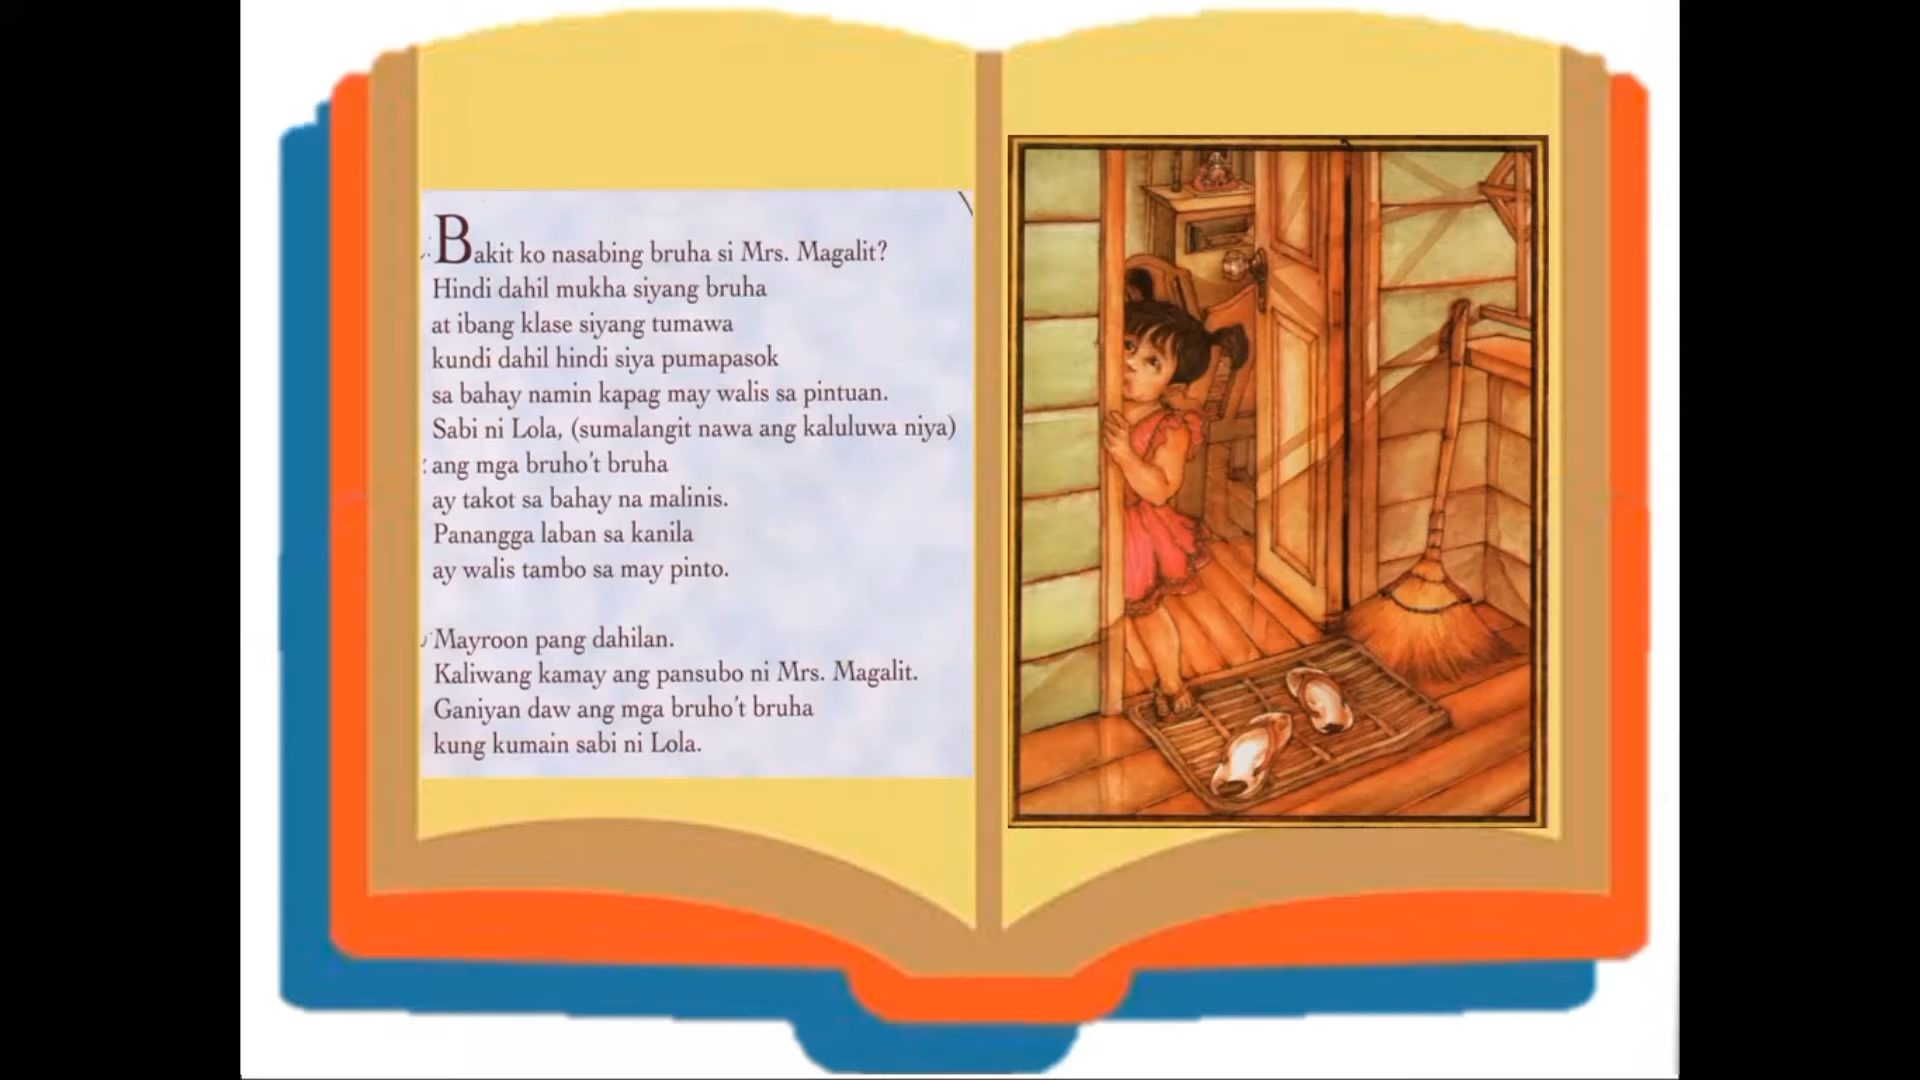 Bakit ko nasabing bruha si Mrs. Magalit?
Hindi dahil mukha siyang bruha
at ibang klase siyang tumawa
kundi dahil hindi siya pumapasok
sa bahay namin kapag may walis sa pintuan.
Sabi ni Lola, (sumalangit nawa ang kaluluwa niya)
ang mga bruho't bruha
ay takot sa bahay na malinis.
Panangga laban sa kanila
ay walis tambo sa may pinto.
Mayroon pang dahilan.
Kaliwang kamay ang pansubo ni Mrs. Magalit.
Ganiyan daw ang mga bruho't bruha
kung kumain sabi ni Lola.